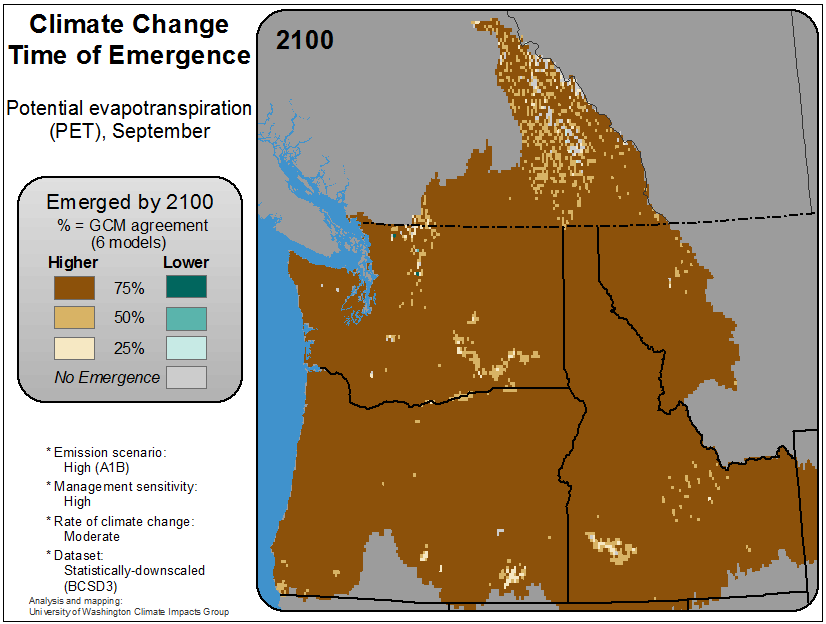 Climate Change
Time of Emergence
2100
Potential evapotranspiration
(PET), September
Emerged by 2100
% = GCM agreement
(6 models)
Higher Lower
75%
50%
25%
No Emergence
* Emission scenario:
High (A1B)
* Management sensitivity:
High
* Rate of climate change:
Moderate
* Dataset:
Statistically-downscaled
(BCSD3)
Analysis and mapping:
University of Washington Climate Impacts Group